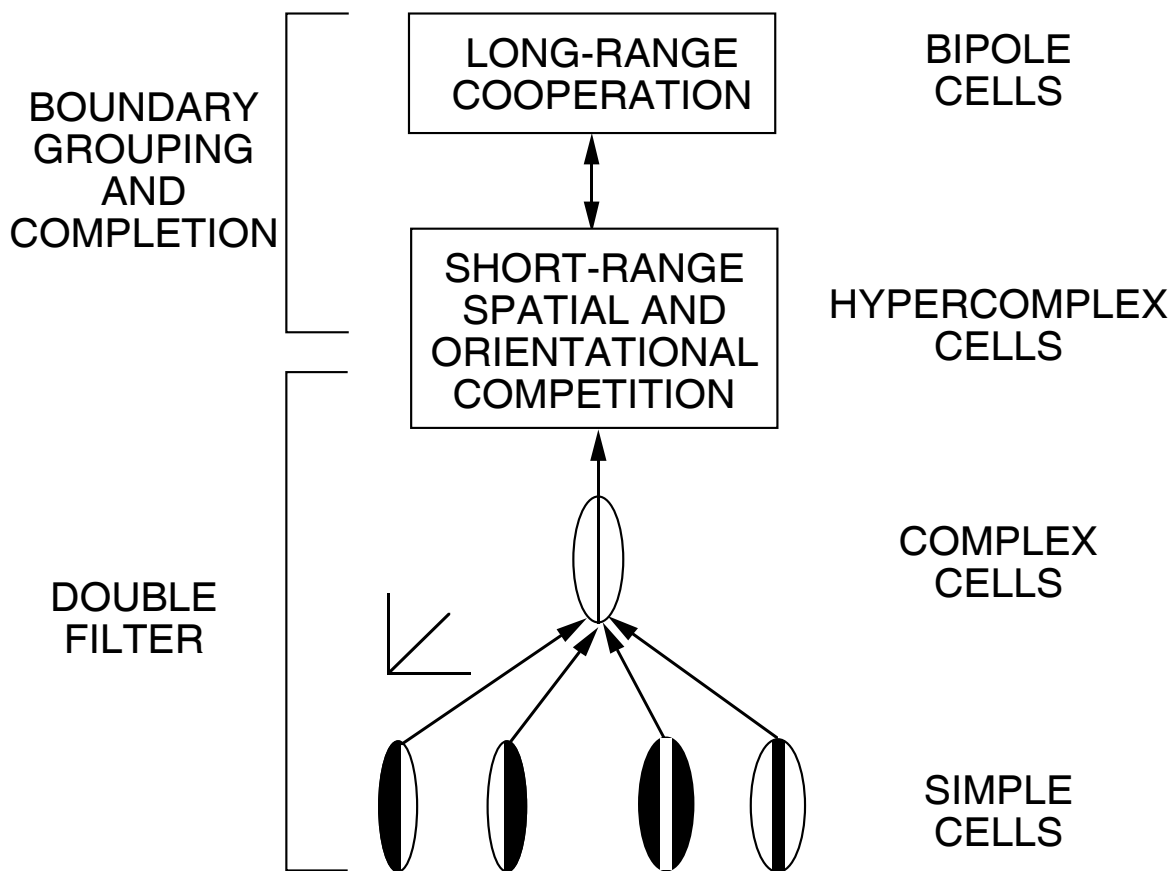 LONG-RANGE
COOPERATION
BIPOLE
CELLS
BOUNDARY
GROUPING
AND
COMPLETION
SHORT-RANGE
SPATIAL AND
ORIENTATIONAL
COMPETITION
HYPERCOMPLEX
CELLS
COMPLEX
CELLS
DOUBLE
FILTER
SIMPLE
CELLS